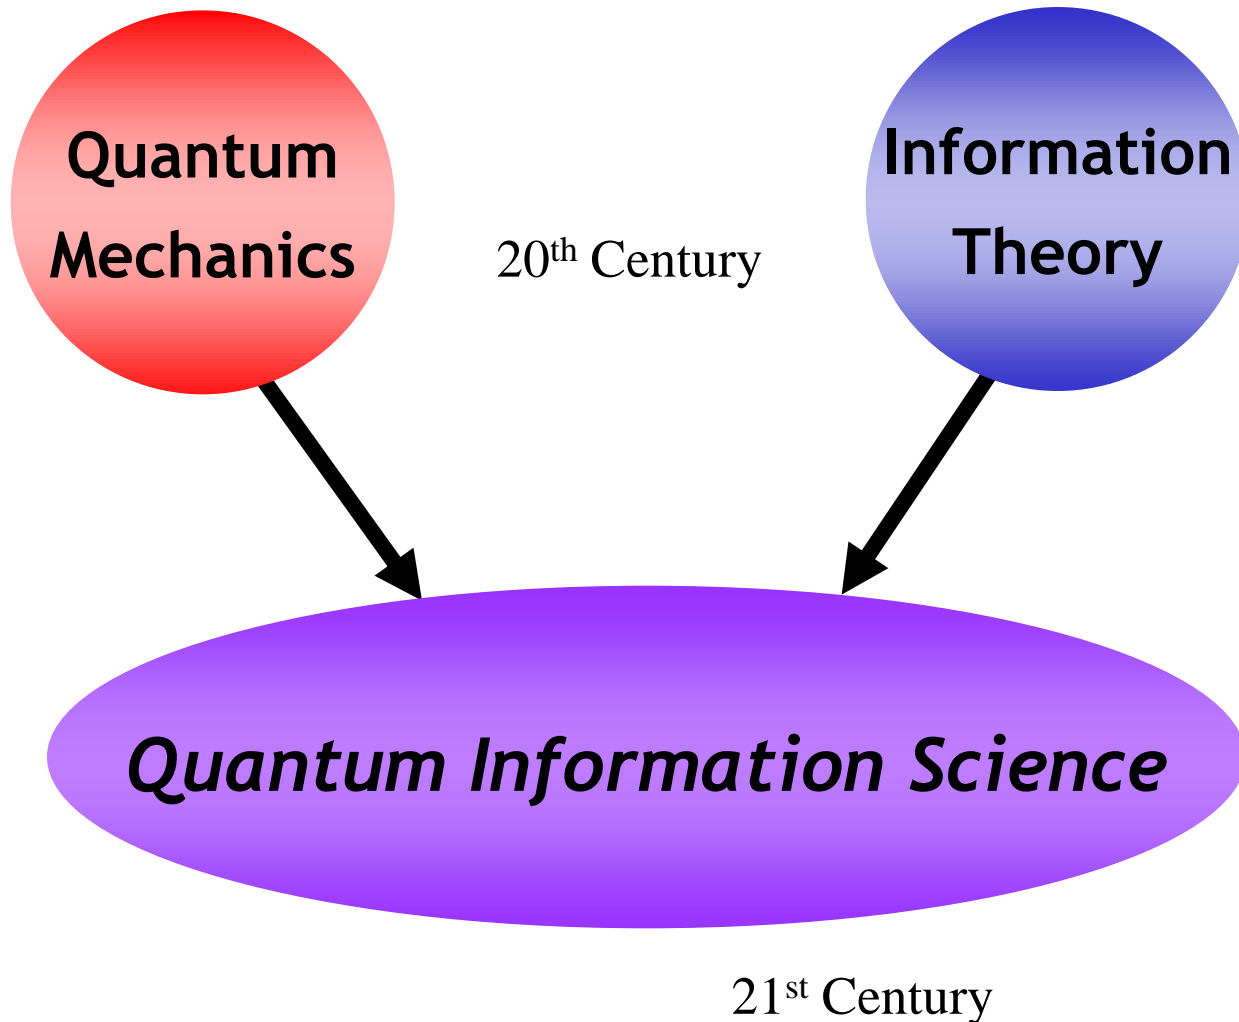 Quantum
Mechanics
Information
Theory
20th Century
Quantum Information Science
21st Century